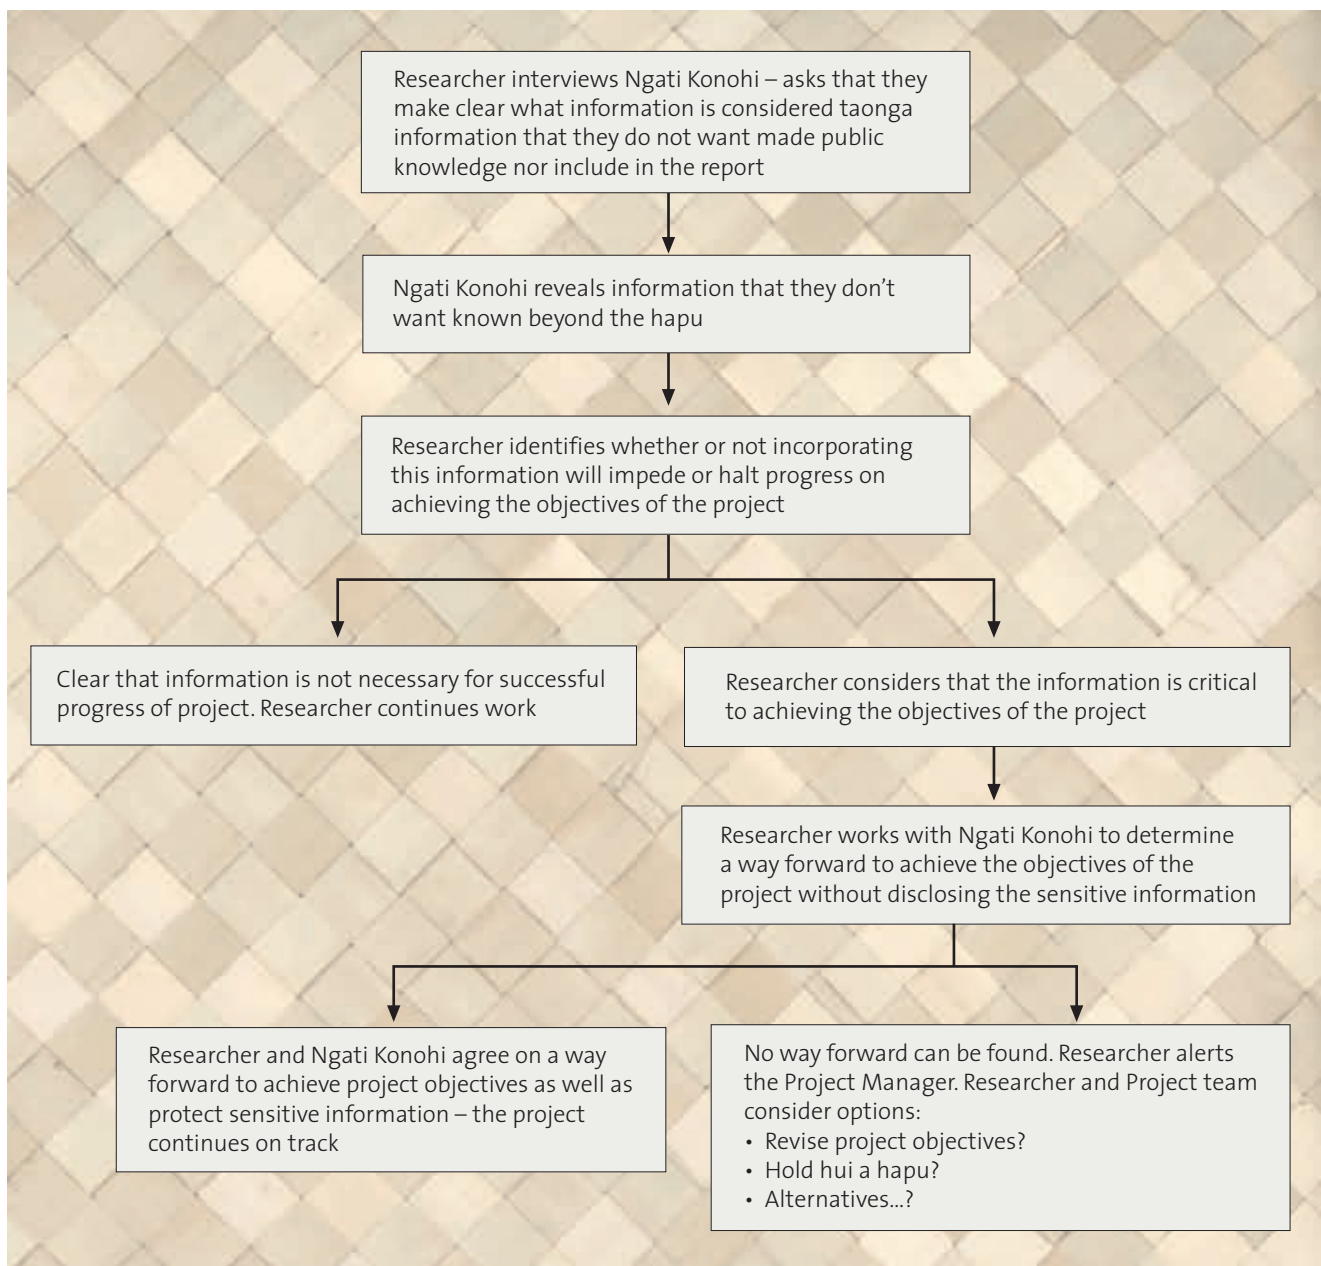 Researcher interviews Ngati Konohi – asks that they
make clear what information is considered taonga
information that they do not want made public
knowledge nor include in the report
Ngati Konohi reveals information that they don’t
want known beyond the hapu
Researcher identifies whether or not incorporating
this information will impede or halt progress on
achieving the objectives of the project
Clear that information is not necessary for successful
progress of project. Researcher continues work
Researcher considers that the information is critical
to achieving the objectives of the project
Researcher works with Ngati Konohi to determine
a way forward to achieve the objectives of the
project without disclosing the sensitive information
Researcher and Ngati Konohi agree on a way
forward to achieve project objectives as well as
protect sensitive information – the project
continues on track
No way forward can be found. Researcher alerts
the Project Manager. Researcher and Project team
consider options:
• Revise project objectives?
• Hold hui a hapu?
• Alternatives...?